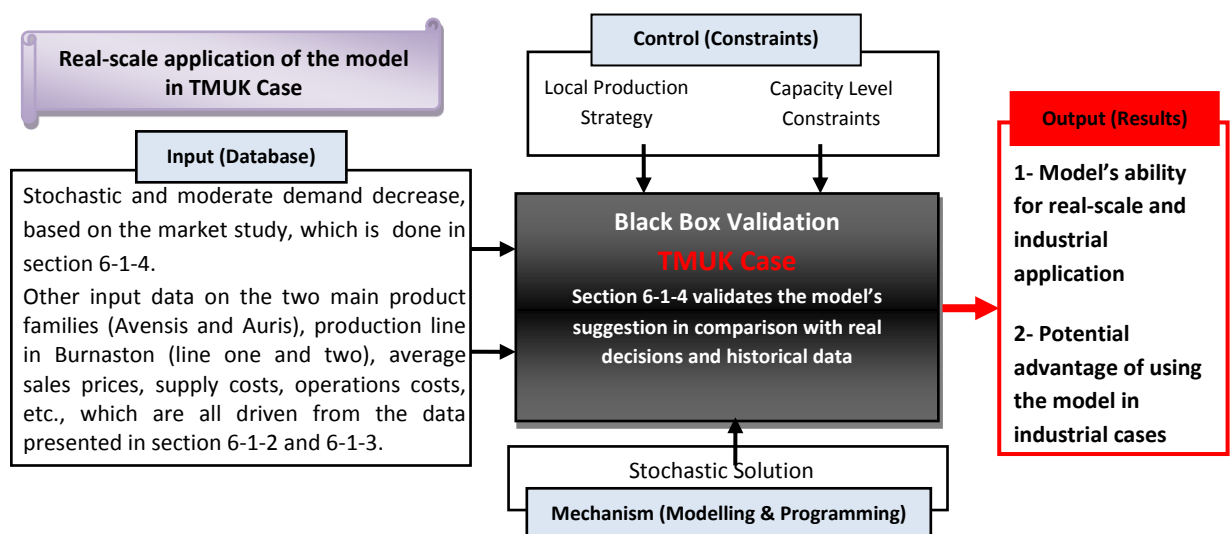 Real-scale application of the model
in TMUK Case
Control (Constraints)
Local Production
Strategy
Capacity Level
Constraints
Input (Database)
Stochastic and moderate demand decrease,
based on the market study, which is done in
section 6-1-4.
Other input data on the two main product
families (Avensis and Auris), production line
in Burnaston (line one and two), average
sales prices, supply costs, operations costs,
etc., which are all driven from the data
presented in section 6-1-2 and 6-1-3.
Black Box Validation
TMUK Case
Section 6-1-4 validates the model's
suggestion in comparison with real
decisions and historical data
Output (Results)
1- Model's ability
for real-scale and
industrial
application
2- Potential
advantage of using
the model in
industrial cases
Stochastic Solution
Mechanism (Modelling & Programming)